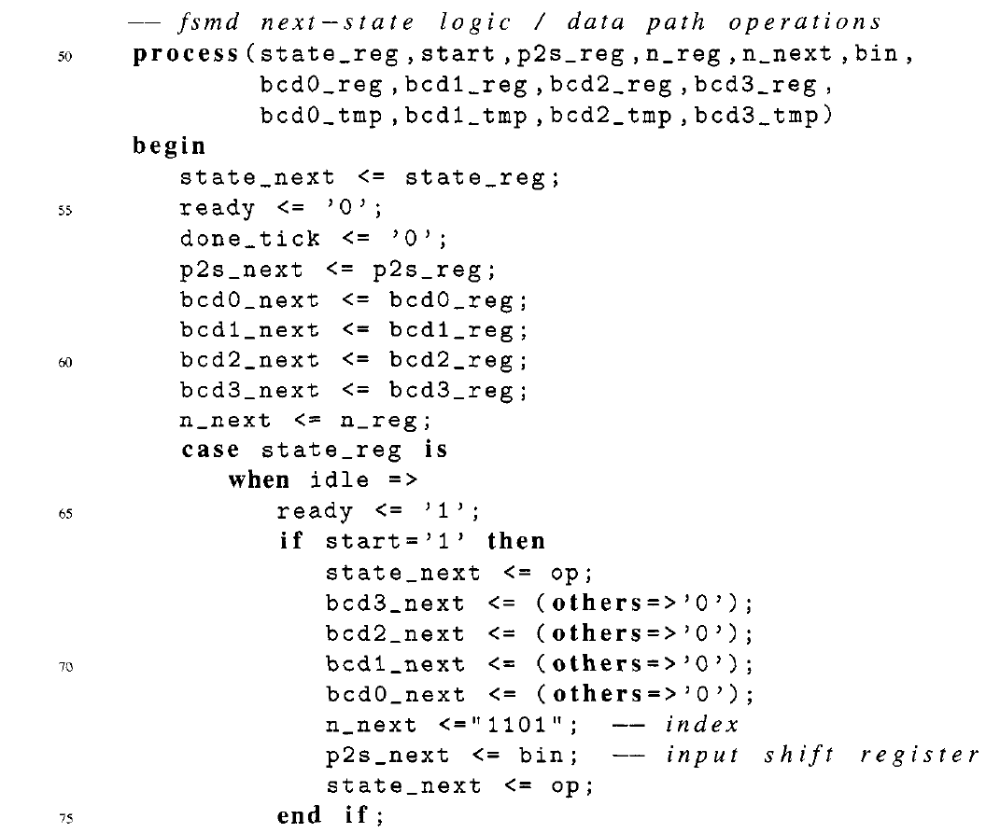 -- fsmd next-state logic / data path operations
50 process(state_reg,start,p2s_reg,n_reg,n_next,bin,
bcd0_reg,bcd1_reg,bcd2_reg,bcd3_reg,
bcd0_tmp,bcd1_tmp,bcd2_tmp,bcd3_tmp)
begin
state_next <= state_reg;
55 ready <= '0';
done_tick <= '0';
p2s_next <= p2s_reg;
bcd0_next <= bcd0_reg;
bcd1_next <= bcd1_reg;
60 bcd2_next <= bcd2_reg;
bcd3_next <= bcd3_reg;
n_next <= n_reg;
case state_reg is
when idle =>
65 ready <= '1';
if start='1' then
state_next <= op;
bcd3_next <= (others=>'0');
bcd2_next <= (others=>'0');
70 bcd1_next <= (others=>'0');
bcd0_next <= (others=>'0');
n_next <="1101"; -- index
p2s_next <= bin; -- input shift register
state_next <= op;
75 end if;